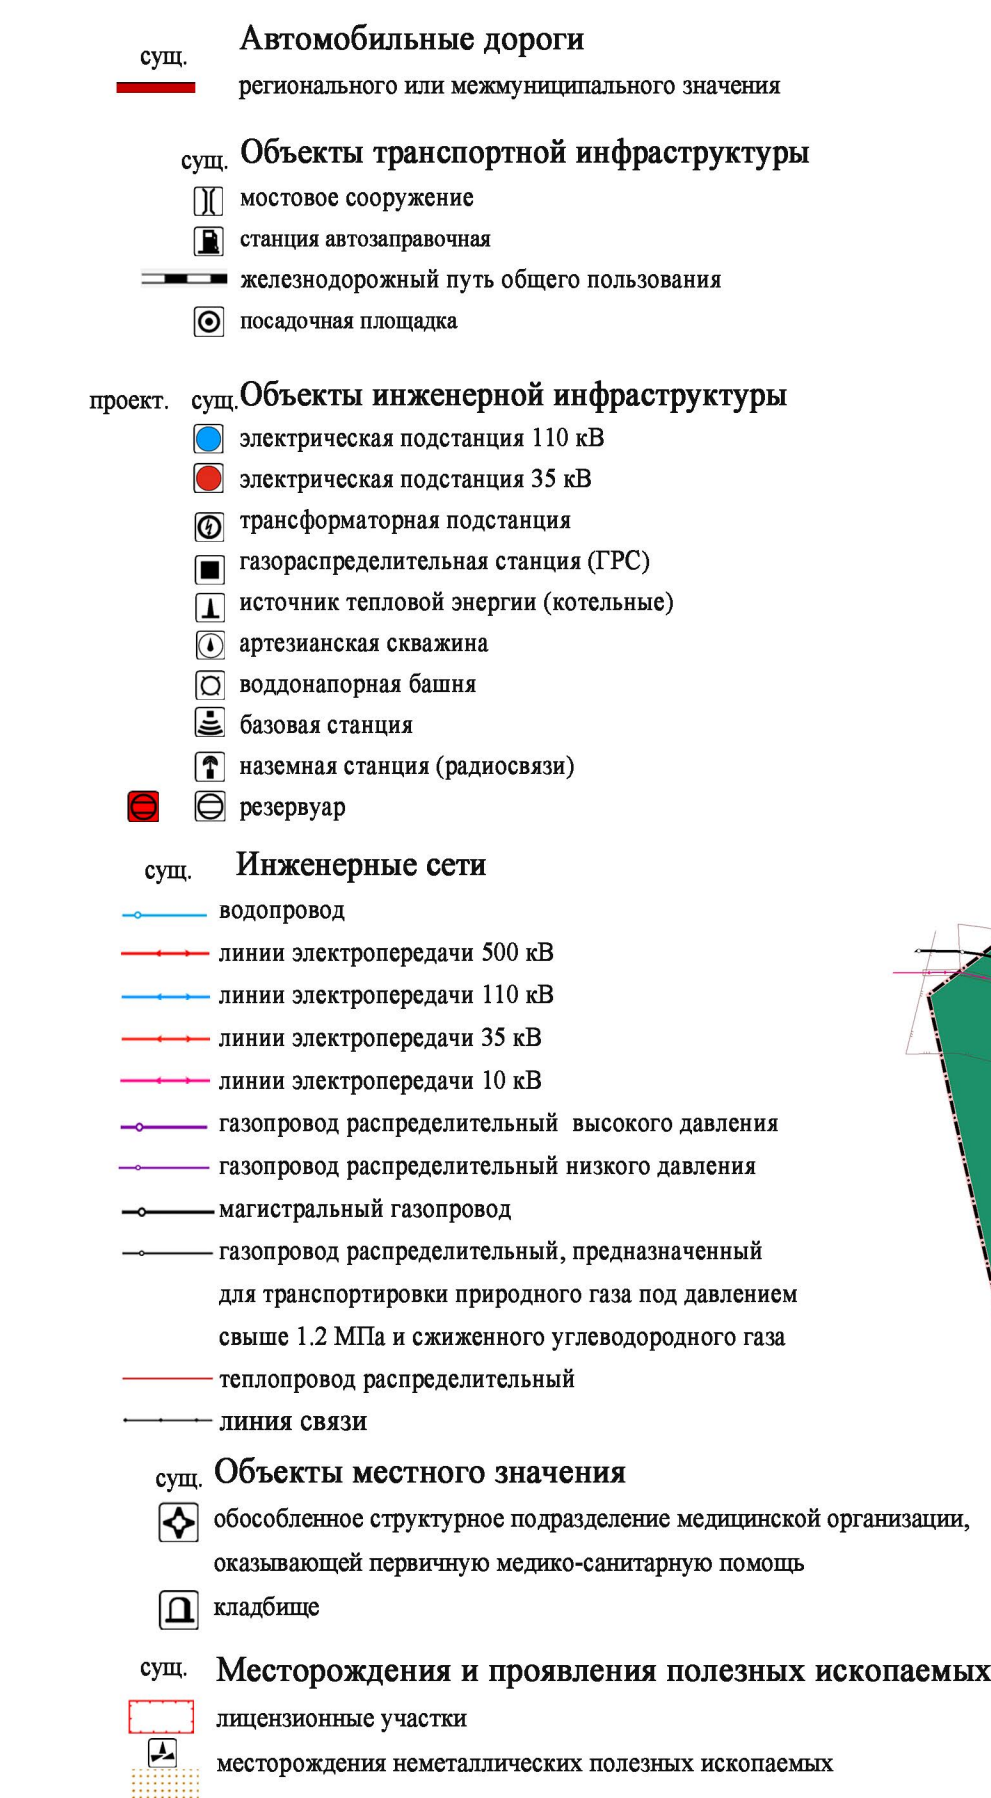 сущ. Автомобильные дороги
регионального или межмуниципального значения
сущ. Объекты транспортной инфраструктуры
мостовое сооружение
станция автозаправочная
железнодорожный путь общего пользования
посадочная площадка
проект. сущ. Объекты инженерной инфраструктуры
электрическая подстанция 110 кВ
электрическая подстанция 35 кВ
трансформаторная подстанция
газораспределительная станция (ГРС)
источник тепловой энергии (котельные)
артезианская скважина
воддонапорная башня
базовая станция
наземная станция (радиосвязи)
резервуар
сущ. Инженерные сети
водопровод
линии электропередачи 500 кВ
линии электропередачи 110 кВ
линии электропередачи 35 кВ
линии электропередачи 10 кВ
газопровод распределительный высокого давления
газопровод распределительный низкого давления
магистральный газопровод
газопровод распределительный, предназначенный
для транспортировки природного газа под давлением
свыше 1.2 МПа и сжиженного углеводородного газа
теплопровод распределительный
линия связи
сущ. Объекты местного значения
обособленное структурное подразделение медицинской организации,
оказывающей первичную медико-санитарную помощь
кладбище
сущ. Месторождения и проявления полезных ископаемых
лицензионные участки
месторождения неметаллических полезных ископаемых